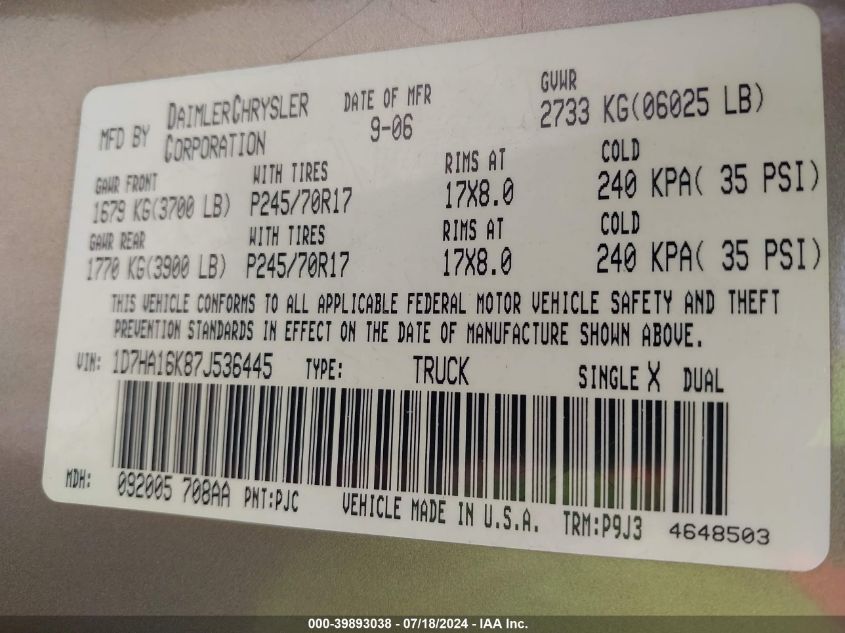 MFD BY DAIMLERCHRYSLER CORPORATION DATE OF MFR 9-06 GVWR 2733 KG(06025 LB)
GAWR FRONT WITH TIRES RIMS AT COLD
1679 KG(3700 LB) P245/70R17 17X8.0 240 KPA( 35 PSI)
GAWR REAR WITH TIRES RIMS AT COLD
1770 KG(3900 LB) P245/70R17 17X8.0 240 KPA( 35 PSI)
THIS VEHICLE CONFORMS TO ALL APPLICABLE FEDERAL MOTOR VEHICLE SAFETY AND THEFT
PREVENTION STANDARDS IN EFFECT ON THE DATE OF MANUFACTURE SHOWN ABOVE.
VIN: 1D7HA16K87J536445 TYPE: TRUCK SINGLE X DUAL
MDH: 092005 708AA PNT:PJC VEHICLE MADE IN U.S.A. TRM:P9J3 4648503
000-39893038 - 07/18/2024 - IAA Inc.